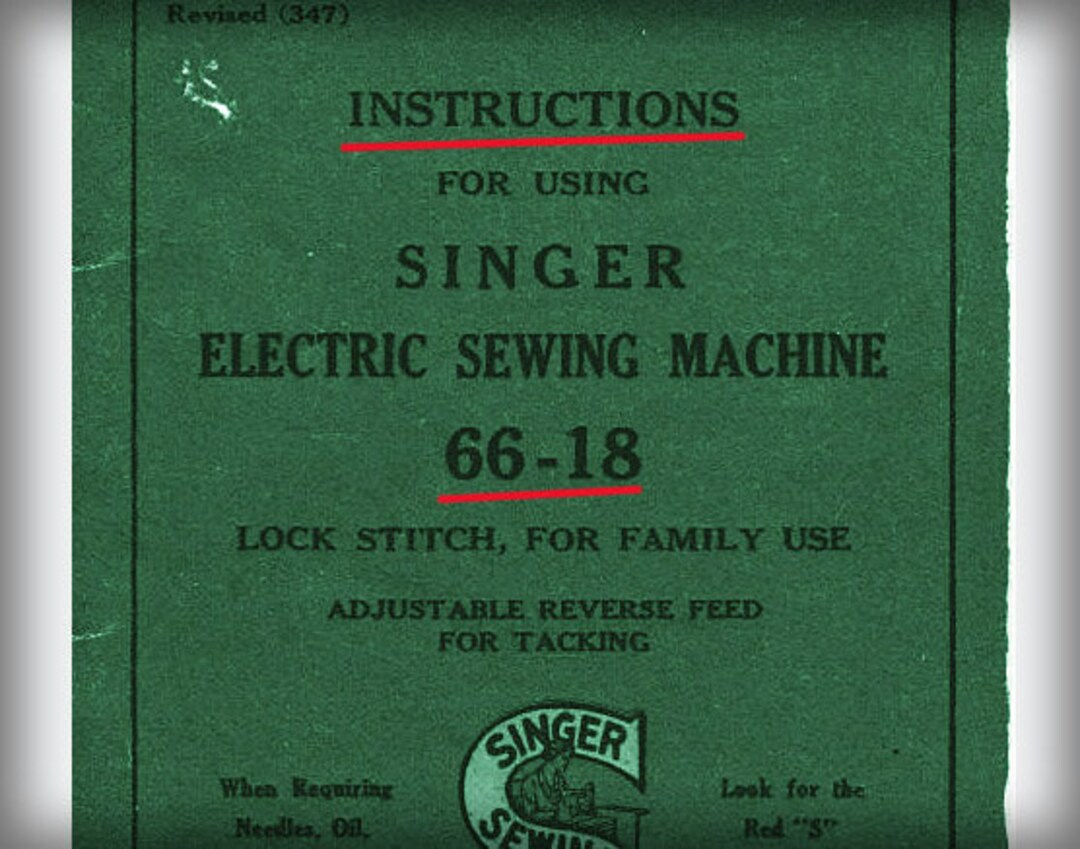 Revised (347)
INSTRUCTIONS
FOR USING
SINGER
ELECTRIC SEWING MACHINE
66-18
LOCK STITCH, FOR FAMILY USE
ADJUSTABLE REVERSE FEED
FOR TACKING
SINGER
SEWIN
When Requiring
Needles, Oil,
Look for the
Red "S"